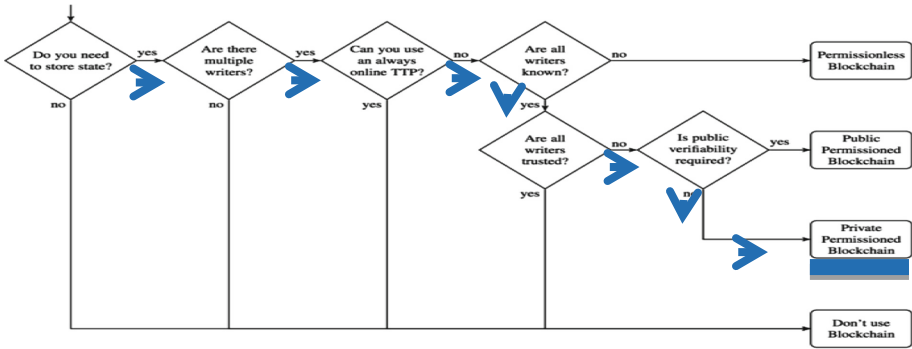 Do you need
to store state?
yes
no
Are there
multiple
writers?
yes
no
Can you use
an always
online TTP?
no
yes
Are all
writers
known?
no
yes
Permissionless
Blockchain
Are all
writers
trusted?
no
yes
Is public
verifiability
required?
yes
Public
Permissioned
Blockchain
Private
Permissioned
Blockchain
Don't use
Blockchain